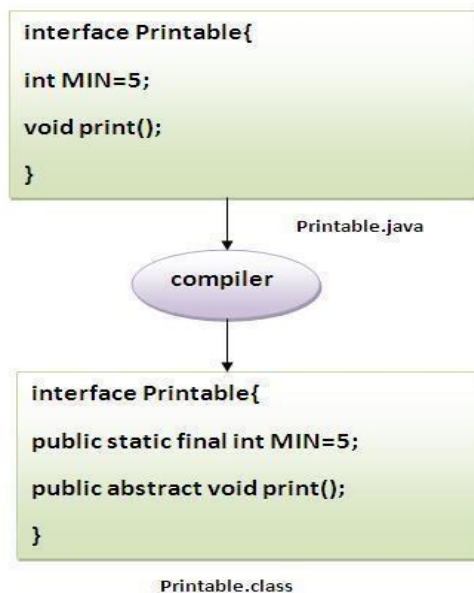 interface Printable{
int MIN=5;
void print();
}
Printable.java
compiler
interface Printable{
public static final int MIN=5;
public abstract void print();
}
Printable.class